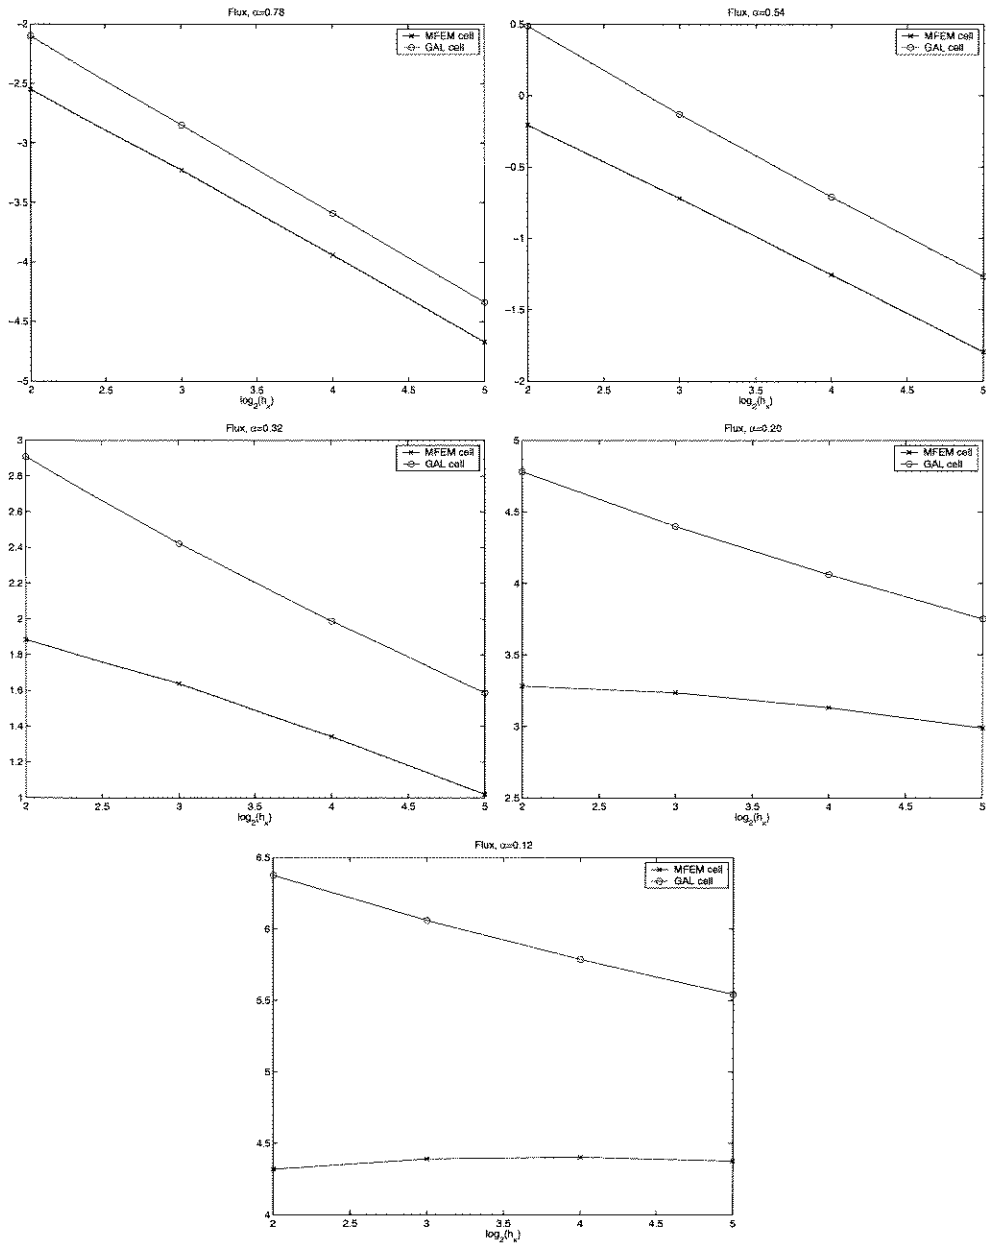 Flux, α=0.78
MFEM cell
GAL cell
-2
-2.5
-3
-3.5
-4
-4.5
-5
2 2.5 3 3.5 4 4.5 5
log2(hx)
Flux, α=0.54
MFEM cell
GAL cell
0.5
0
-0.5
-1
-1.5
-2
2 2.5 3 3.5 4 4.5 5
log2(hx)
Flux, α=0.32
MFEM cell
GAL cell
3
2.8
2.6
2.4
2.2
2
1.8
1.6
1.4
1.2
1
2 2.5 3 3.5 4 4.5 5
log2(hx)
Flux, α=0.20
MFEM cell
GAL cell
5
4.5
4
3.5
3
2.5
2 2.5 3 3.5 4 4.5 5
log2(hx)
Flux, α=0.12
MFEM cell
GAL cell
6.5
6
5.5
5
4.5
4
2 2.5 3 3.5 4 4.5 5
log2(hx)